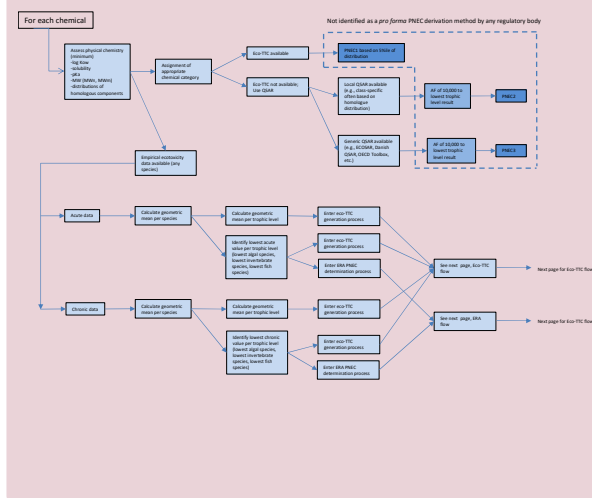 For each chemical
Not identified as a pro forma PNEC derivation method by any regulatory body
Assess physical chemistry
(minimum)
-log Kow
-solubility
-pKa
-MW (MWn, MWm)
-distributions of
homologous components
Assignment of
appropriate
chemical category
Eco-TTC available
PNEC1 based on 5%ile of
distribution
Eco-TTC not available;
Use QSAR
Local QSAR available
(e.g., class-specific
often based on
homologue
distribution)
AF of 10,000 to
lowest trophic
level result
PNEC2
Generic QSAR available
(e.g., ECOSAR, Danish
QSAR, OECD Toolbox,
etc.)
AF of 10,000 to
lowest trophic
level result
PNEC3
Empirical ecotoxicity
data available (any
species)
Acute data
Calculate geometric
mean per species
Calculate geometric
mean per trophic level
Enter eco-TTC
generation process
Identify lowest acute
value per trophic level
(lowest algal species,
lowest invertebrate
species, lowest fish
species)
Enter eco-TTC
generation process
Enter ERA PNEC
determination process
See next page, Eco-TTC
flow
Next page for Eco-TTC flow
Chronic data
Calculate geometric
mean per species
Calculate geometric
mean per trophic level
Enter eco-TTC
generation process
See next page, ERA
flow
Next page for Eco-TTC flow
Identify lowest chronic
value per trophic level
(lowest algal species,
lowest invertebrate
species, lowest fish
species)
Enter eco-TTC
generation process
Enter ERA PNEC
determination process